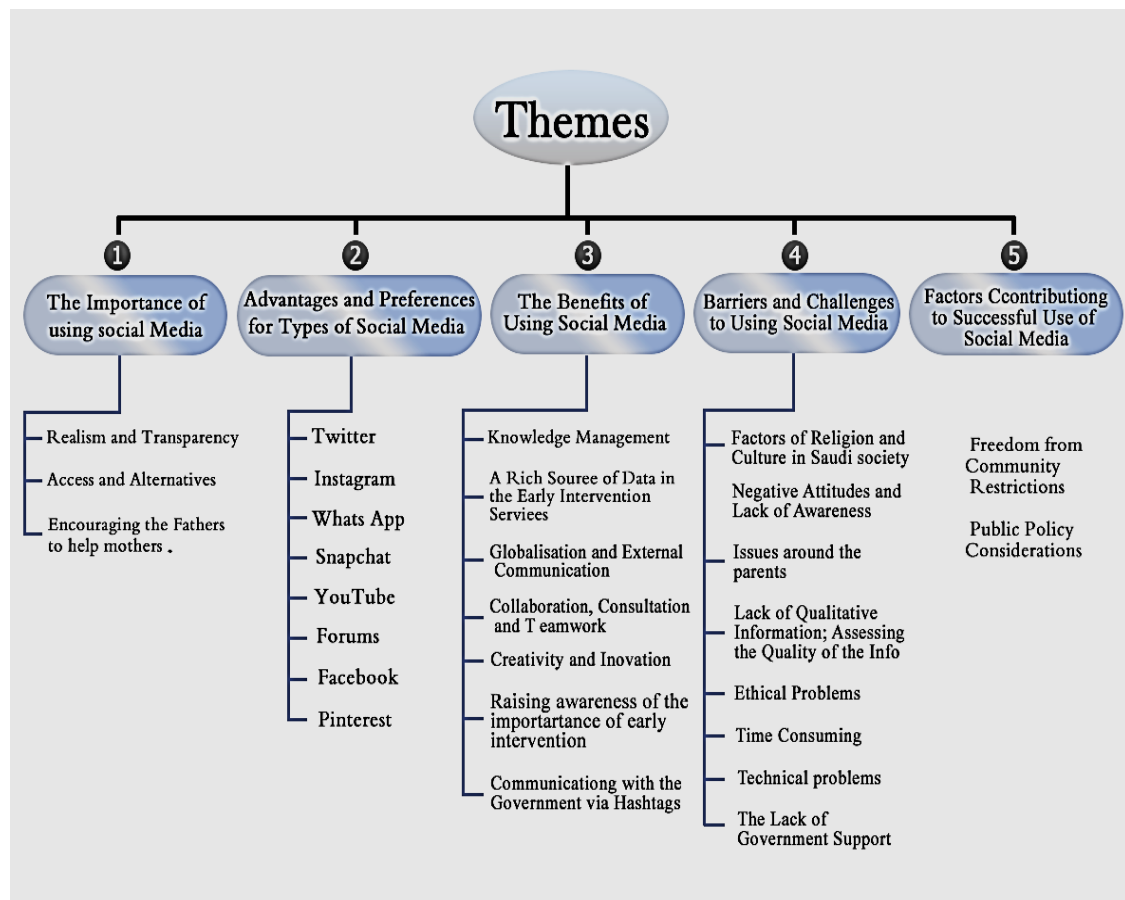 Themes
1
The Importance of
using social Media
Realism and Transparency
Access and Alternatives
Encouraging the Fathers
to help mothers .
2
Advantages and Preferences
for Types of Social Media
Twitter
Instagram
Whats App
Snapchat
YouTube
Forums
Facebook
Pinterest
3
The Benefits of
Using Social Media
Knowledge Management
A Rich Souree of Data in
the Early Intervention
Serviees
Globalisation and External
Communication
Collaboration, Consultation
and T eamwork
Creativity and Inovation
Raising awareness of the
importartance of early
intervention
Communicationg with the
Government via Hashtags
4
Barriers and Challenges
to Using Social Media
Factors of Religion and
Culture in Saudi society
Negative Attitudes and
Lack of Awareness
Issues around the
parents
Lack of Qualitative
Information; Assessing
the Quality of the Info
Ethical Problems
Time Consuming
Technical problems
The Lack of
Government Support
5
Factors Ccontributiong
to Successful Use of
Social Media
Freedom from
Community
Restrictions
Public Policy
Considerations